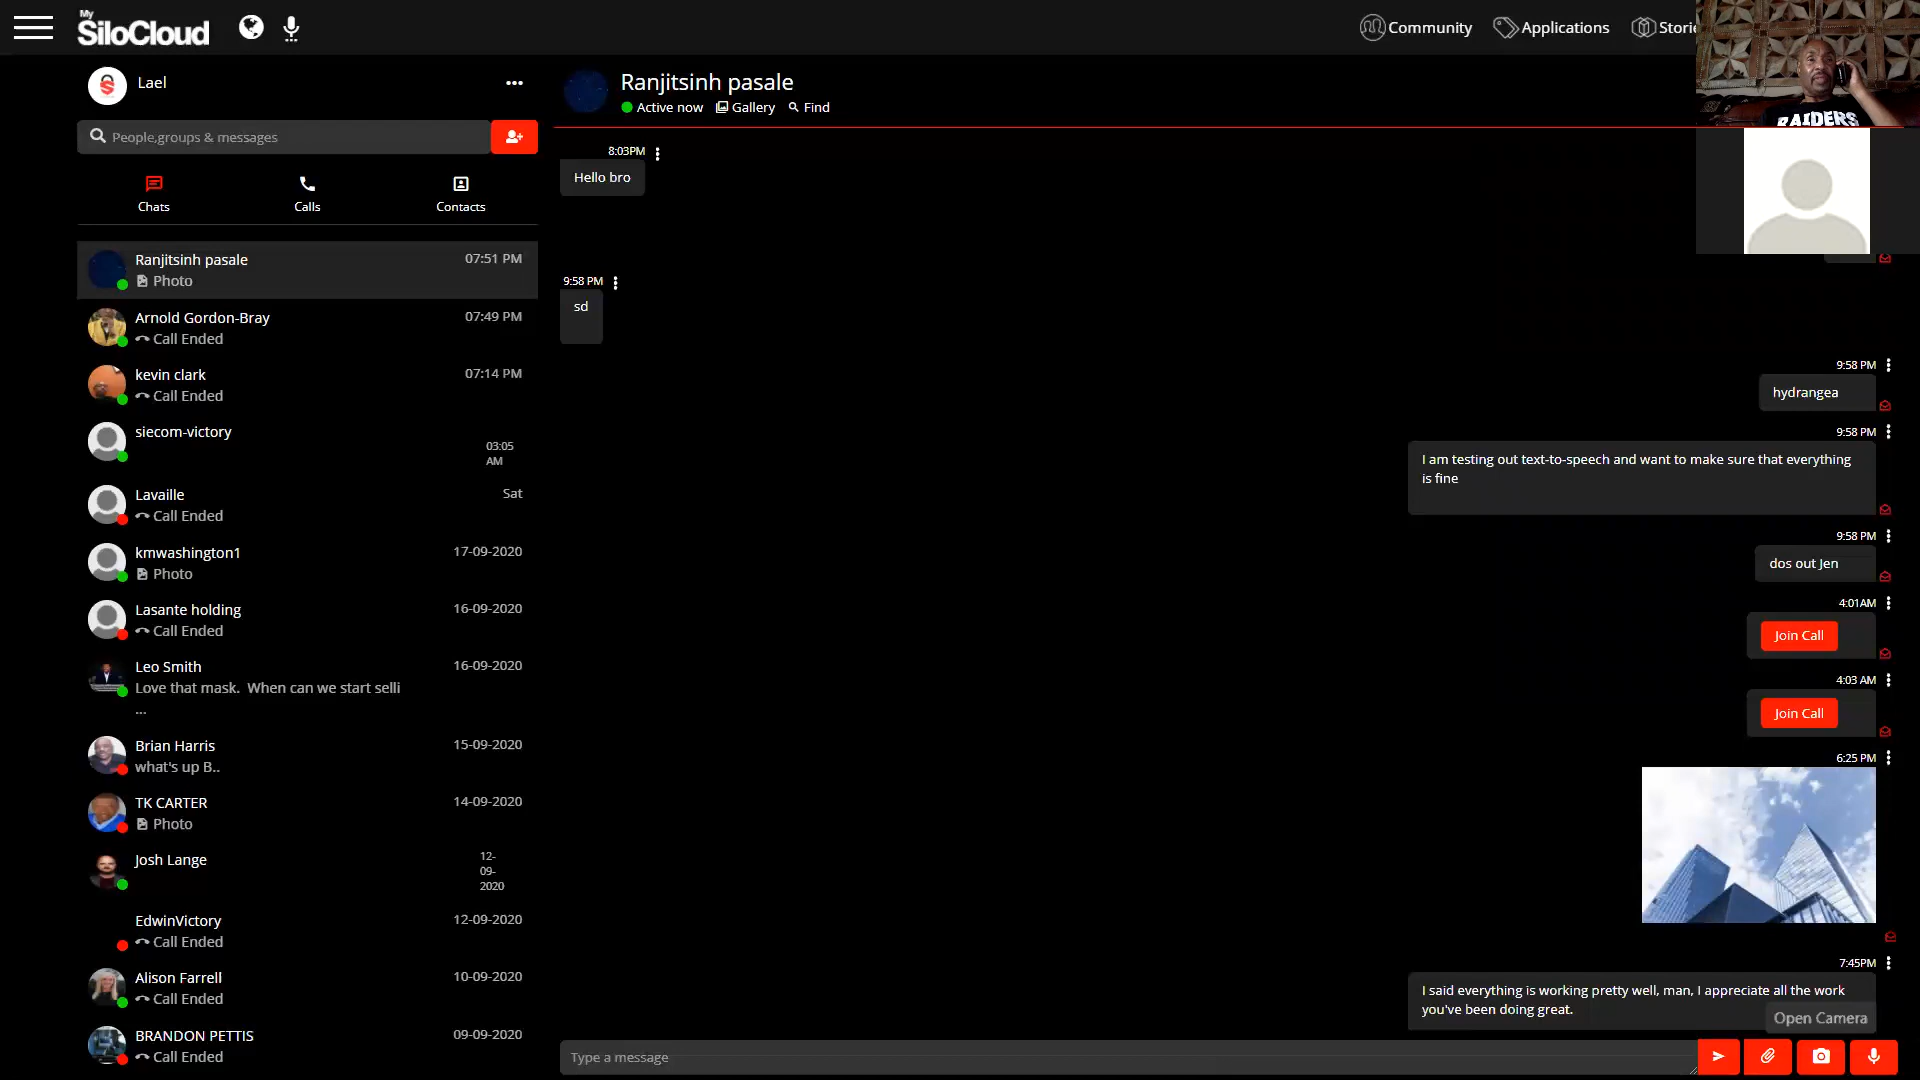 My
SiloCloud
Community
Applications
Storie
RAIDERS
Lael
People,groups & messages
Chats
Calls
Contacts
Ranjitsinh pasale
07:51 PM
Photo
Arnold Gordon-Bray
07:49 PM
Call Ended
kevin clark
07:14 PM
Call Ended
siecom-victory
03:05
AM
Lavaille
Sat
Call Ended
kmwashington1
17-09-2020
Photo
Lasante holding
16-09-2020
Call Ended
Leo Smith
16-09-2020
Love that mask.  When can we start selli
...
Brian Harris
15-09-2020
what's up B..
TK CARTER
14-09-2020
Photo
Josh Lange
12-
09-
2020
EdwinVictory
12-09-2020
Call Ended
Alison Farrell
10-09-2020
Call Ended
BRANDON PETTIS
09-09-2020
Call Ended
Ranjitsinh pasale
Active now
Gallery
Find
8:03PM
Hello bro
9:58 PM
sd
9:58 PM
hydrangea
9:58 PM
I am testing out text-to-speech and want to make sure that everything
is fine
9:58 PM
dos out Jen
4:01AM
Join Call
4:03 AM
Join Call
6:25 PM
7:45PM
I said everything is working pretty well, man, I appreciate all the work
you've been doing great.
Open Camera
Type a message